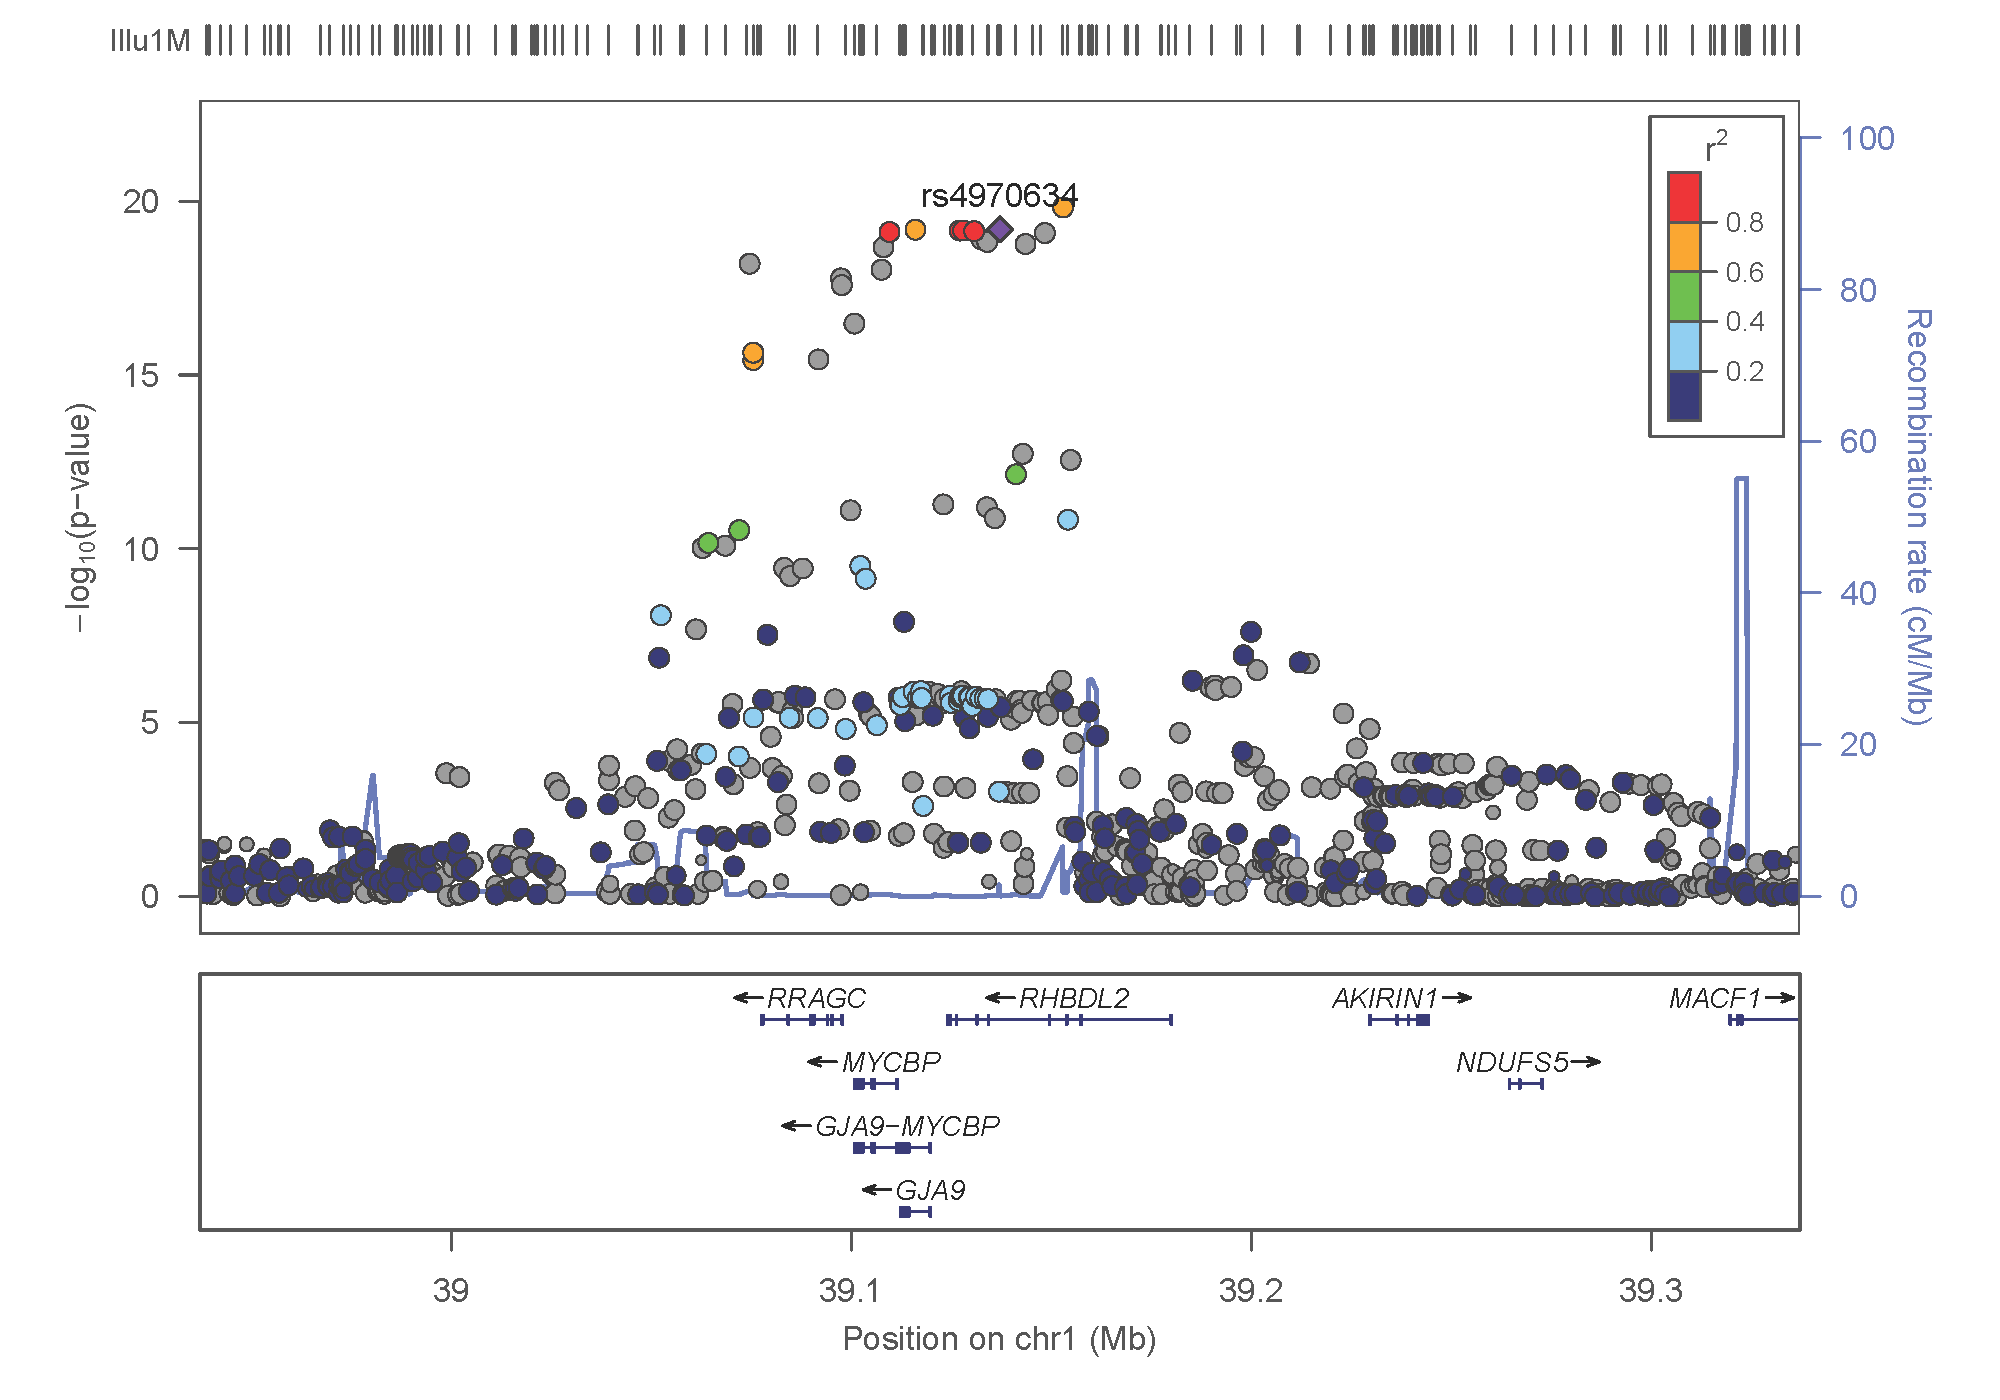 Illu1M
rs4970634
r2
0.8
0.6
0.4
0.2
20
15
10
5
0
−log10(p−value)
100
80
60
40
20
0
Recombination rate (cM/Mb)
RRAGC
RHBDL2
AKIRIN1
MACF1
MYCBP
NDUFS5
GJA9−MYCBP
GJA9
39
39.1
39.2
39.3
Position on chr1 (Mb)